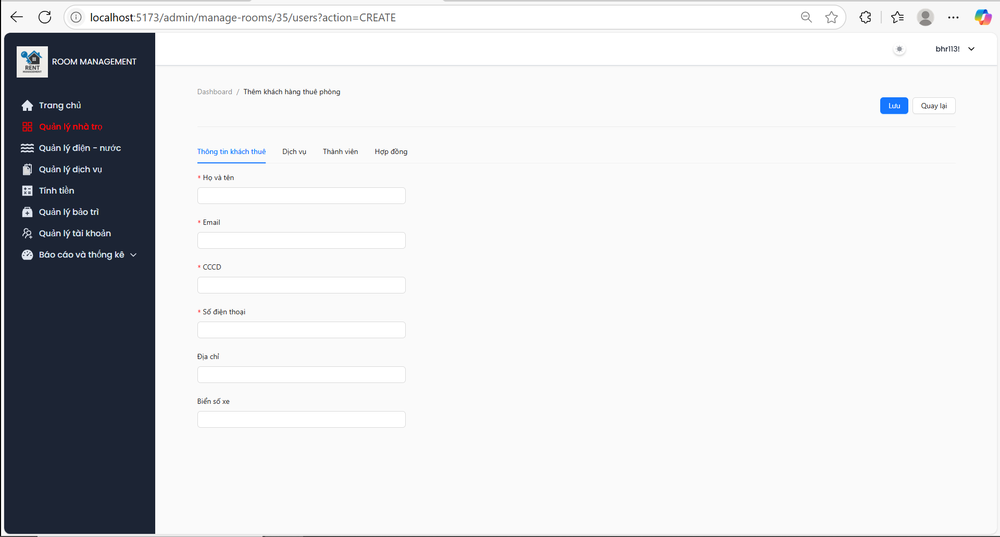 localhost:5173/admin/manage-rooms/35/users?action=CREATE
RENT
MANAGEMENT
ROOM MANAGEMENT
bhr113!
Trang chủ
Quản lý nhà trọ
Quản lý điện - nước
Quản lý dịch vụ
Tính tiền
Quản lý bảo trì
Quản lý tài khoản
Báo cáo và thống kê
Dashboard / Thêm khách hàng thuê phòng
Lưu
Quay lại
Thông tin khách thuê
Dịch vụ
Thành viên
Hợp đồng
* Họ và tên
* Email
* CCCD
* Số điện thoại
Địa chỉ
Biển số xe